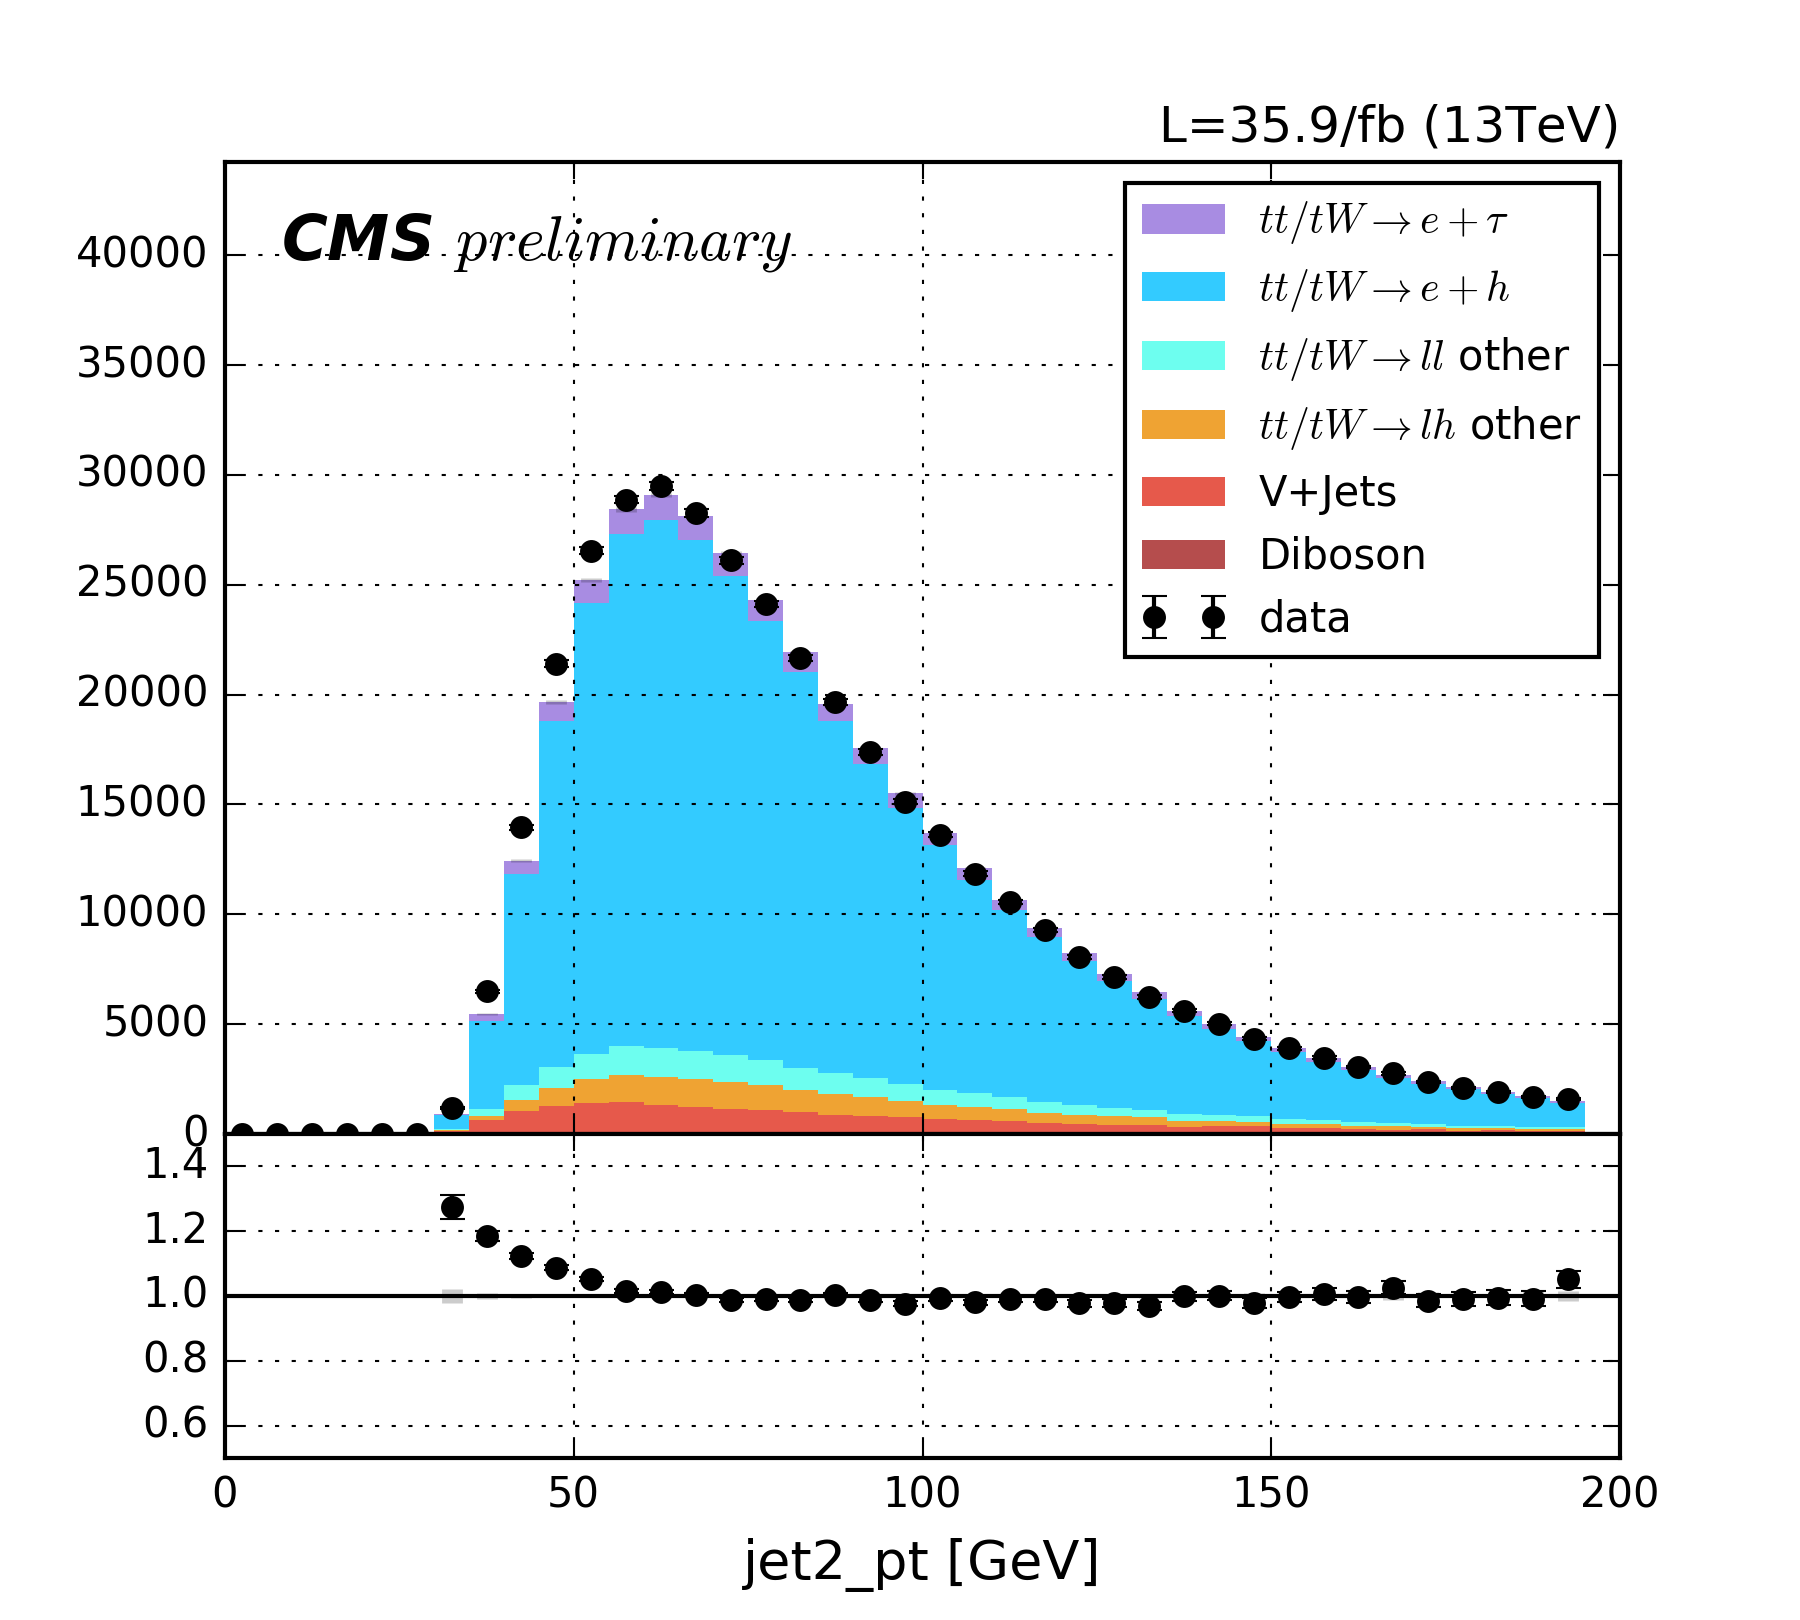 L=35.9/fb (13TeV)
CMS preliminary
tt/tW → e + τ
tt/tW → e + h
tt/tW → ll other
tt/tW → lh other
V+Jets
Diboson
data
40000
35000
30000
25000
20000
15000
10000
5000
0
1.4
1.2
1.0
0.8
0.6
0 50 100 150 200
jet2_pt [GeV]